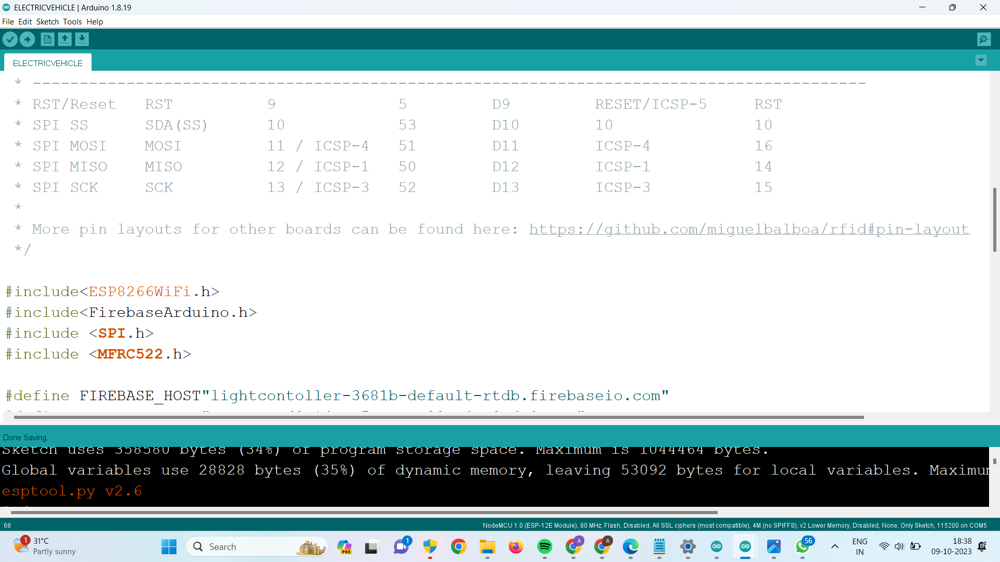 ELECTRICVEHICLE | Arduino 1.8.19
File Edit Sketch Tools Help
ELECTRICVEHICLE
* -----------------------------------------------------------------------------------------
* RST/Reset   RST          9             5         D9         RESET/ICSP-5     RST
* SPI SS      SDA(SS)      10            53        D10        10               10
* SPI MOSI    MOSI         11 / ICSP-4   51        D11        ICSP-4           16
* SPI MISO    MISO         12 / ICSP-1   50        D12        ICSP-1           14
* SPI SCK     SCK          13 / ICSP-3   52        D13        ICSP-3           15
*
* More pin layouts for other boards can be found here: https://github.com/miguelbalboa/rfid#pin-layout
*/
#include<ESP8266WiFi.h>
#include<FirebaseArduino.h>
#include <SPI.h>
#include <MFRC522.h>
#define FIREBASE_HOST"lightcontoller-3681b-default-rtdb.firebaseio.com"
Done Saving.
Sketch uses 358580 bytes (34%) of program storage space. Maximum is 1044464 bytes.
Global variables use 28828 bytes (35%) of dynamic memory, leaving 53092 bytes for local variables. Maximum
esptool.py v2.6
68
NodeMCU 1.0 (ESP-12E Module), 80 MHz, Flash, Disabled, All SSL ciphers (most compatible), 4M (no SPIFFS), v2 Lower Memory, Disabled, None, Only Sketch, 115200 on COM5
1
31°C
Partly sunny
Search
PRE
1
A
A
56
ENG
IN
18:38
09-10-2023